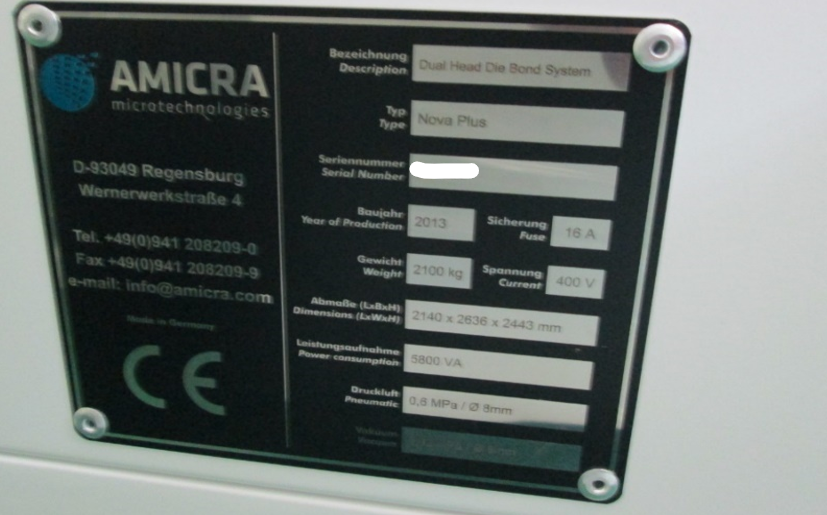 AMICRA
microtechnologies
D-93049 Regensburg
Wernerwerkstraße 4
Tel. +49(0)941 208209-0
Fax +49(0)941 208209-9
e-mail: info@amicra.com
Made in Germany
CE
Bezeichnung
Description
Dual Head Die Bond System
Typ
Type
Nova Plus
Seriennummer
Serial Number
Baujahr
Year of Production
2013
Sicherung
Fuse
16 A
Gewicht
Weight
2100 kg
Spannung
Current
400 V
Abmaße (LxBxH)
Dimensions (LxWxH)
2140 x 2636 x 2443 mm
Leistungsaufnahme
Power consumption
5800 VA
Druckluft
Pneumatic
0,6 MPa / Ø 8mm